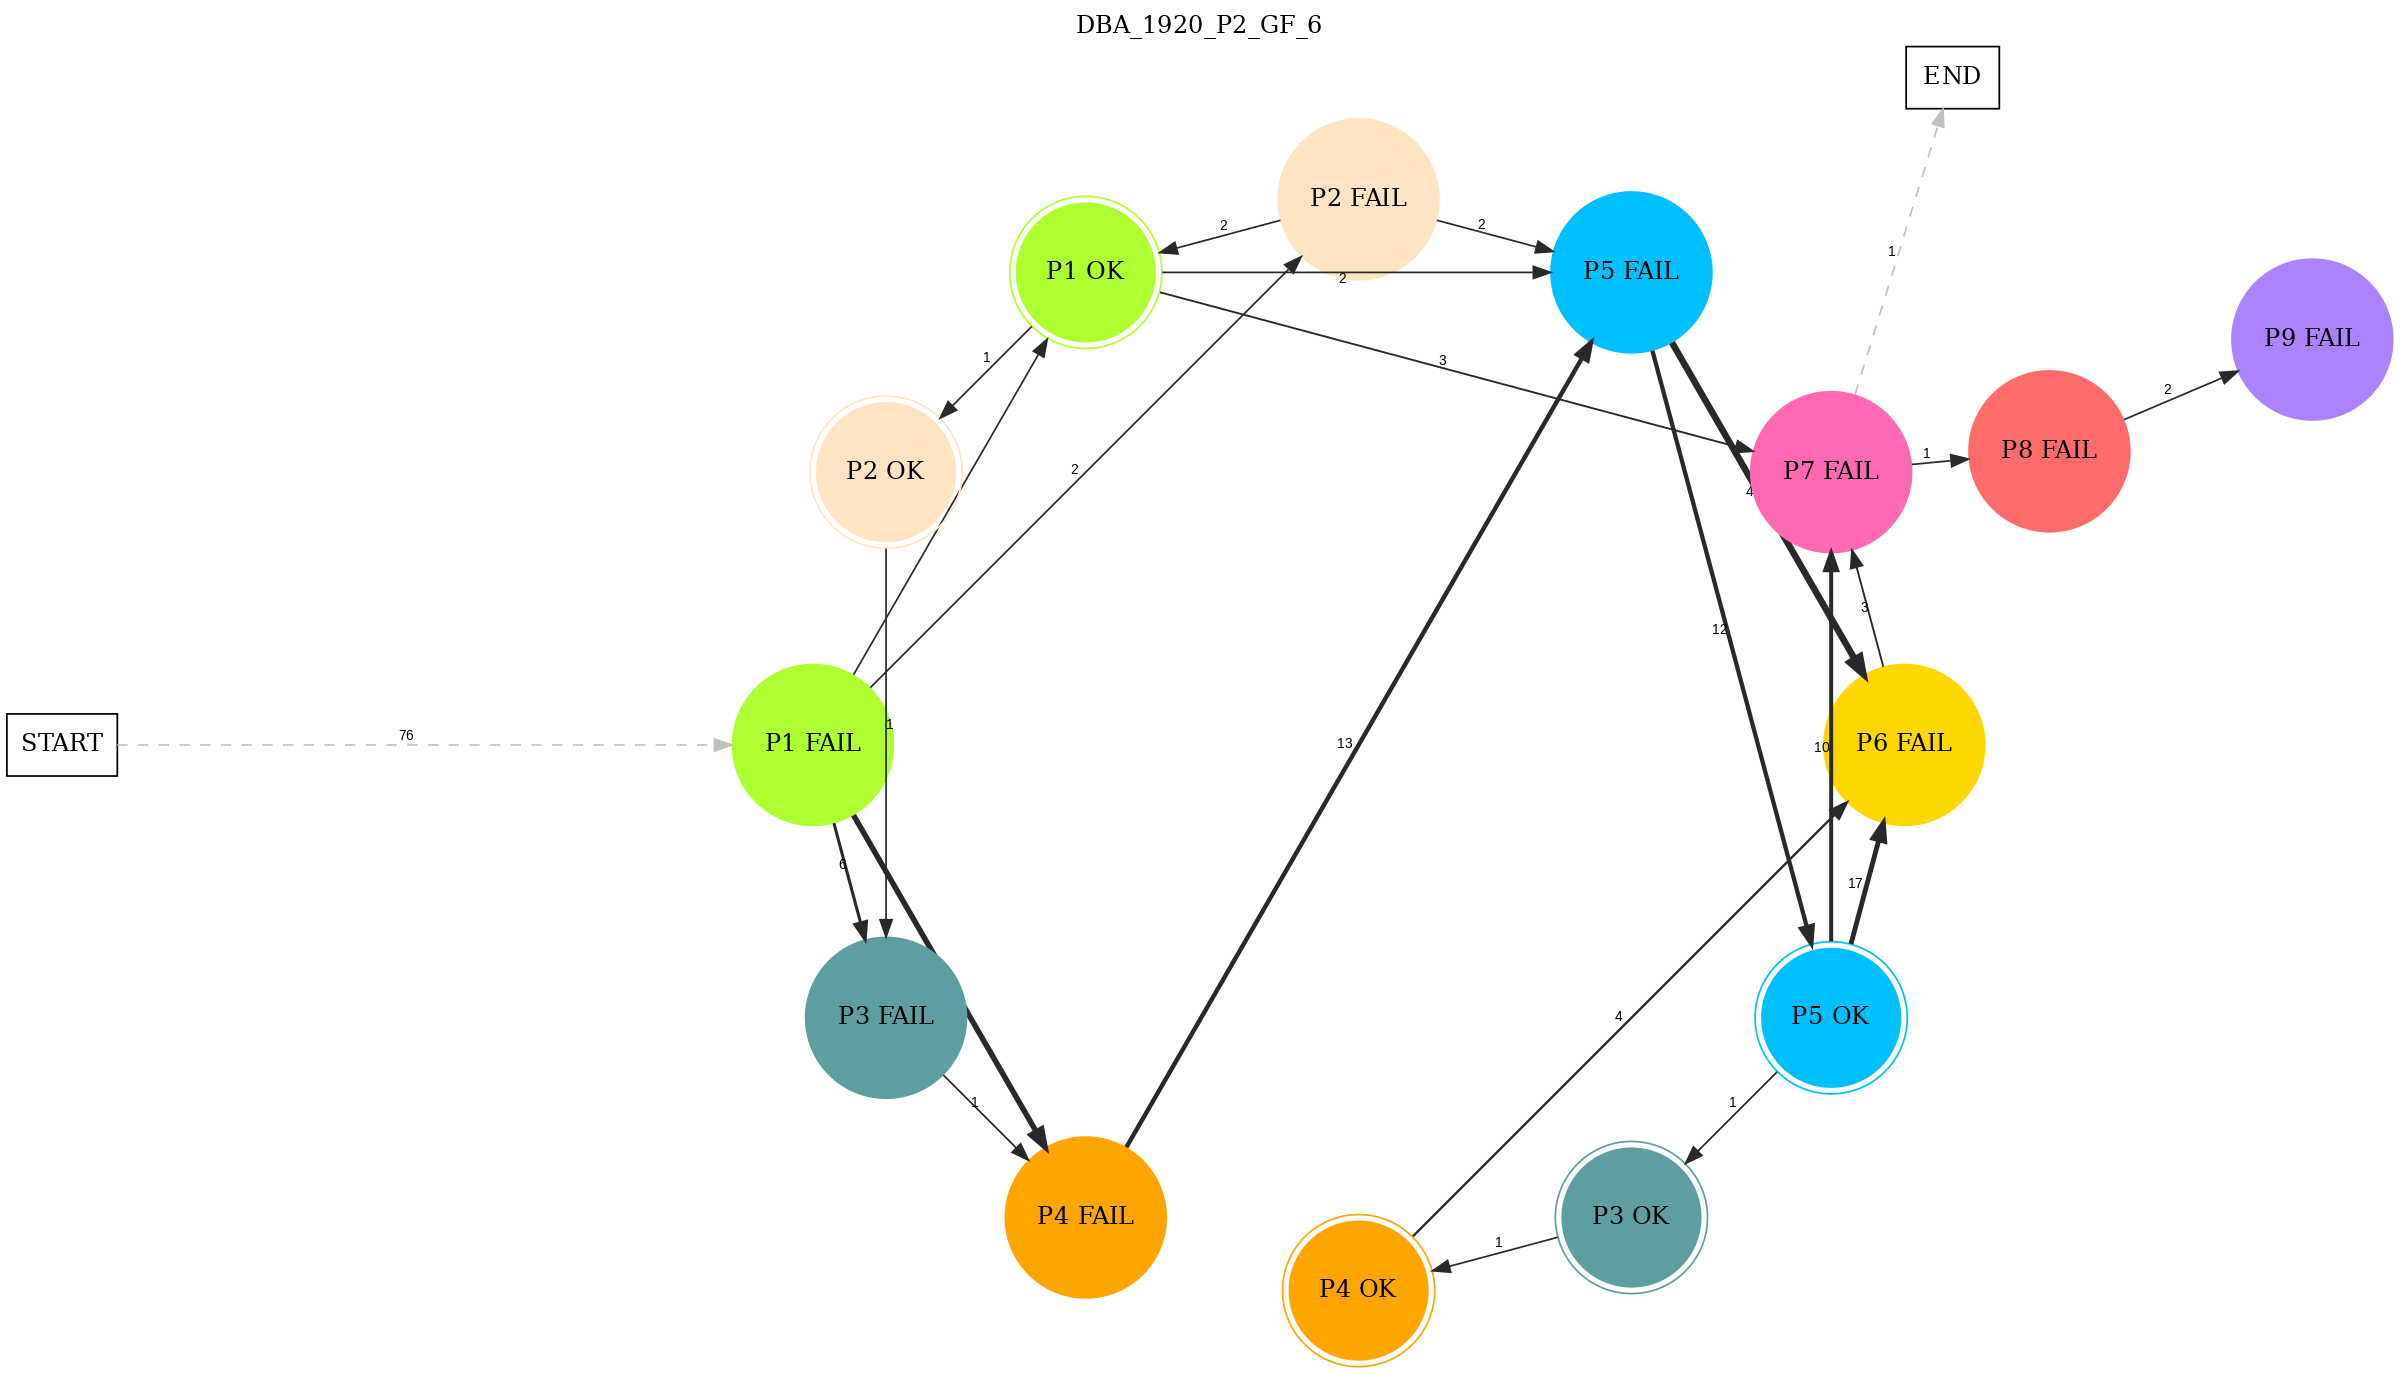 DBA_1920_P2_GF_6
END
P2 FAIL
P1 OK
P5 FAIL
2
2
2
1
P9 FAIL
1
3
2
P2 OK
2
P7 FAIL
1
P8 FAIL
3
12
START
76
P1 FAIL
1
13
10
P6 FAIL
6
17
P3 FAIL
4
P5 OK
1
1
P4 FAIL
P3 OK
1
P4 OK